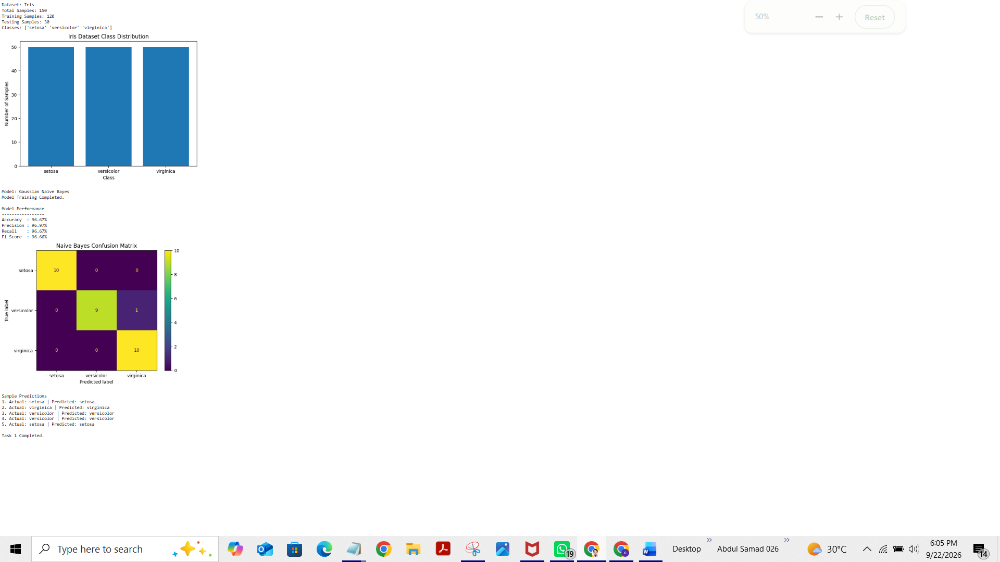 Dataset: Iris
Total Samples: 150
Training Samples: 120
Testing Samples: 30
Classes: ['setosa' 'versicolor' 'virginica']
50%
Reset
Iris Dataset Class Distribution
Number of Samples
50
40
30
20
10
0
setosa versicolor virginica
Class
Model: Gaussian Naive Bayes
Model Training Completed.
Model Performance
-----------------
Accuracy  : 96.67%
Precision : 96.97%
Recall    : 96.67%
F1 Score  : 96.66%
Naive Bayes Confusion Matrix
True label
setosa 10 0 0
versicolor 0 9 1
virginica 0 0 10
setosa versicolor virginica
Predicted label
10
8
6
4
2
0
Sample Predictions
1. Actual: setosa | Predicted: setosa
2. Actual: virginica | Predicted: virginica
3. Actual: versicolor | Predicted: versicolor
4. Actual: versicolor | Predicted: versicolor
5. Actual: setosa | Predicted: setosa
Task 1 Completed.
Type here to search
19
Desktop
Abdul Samad 026
30°C
6:05 PM
9/22/2026
14